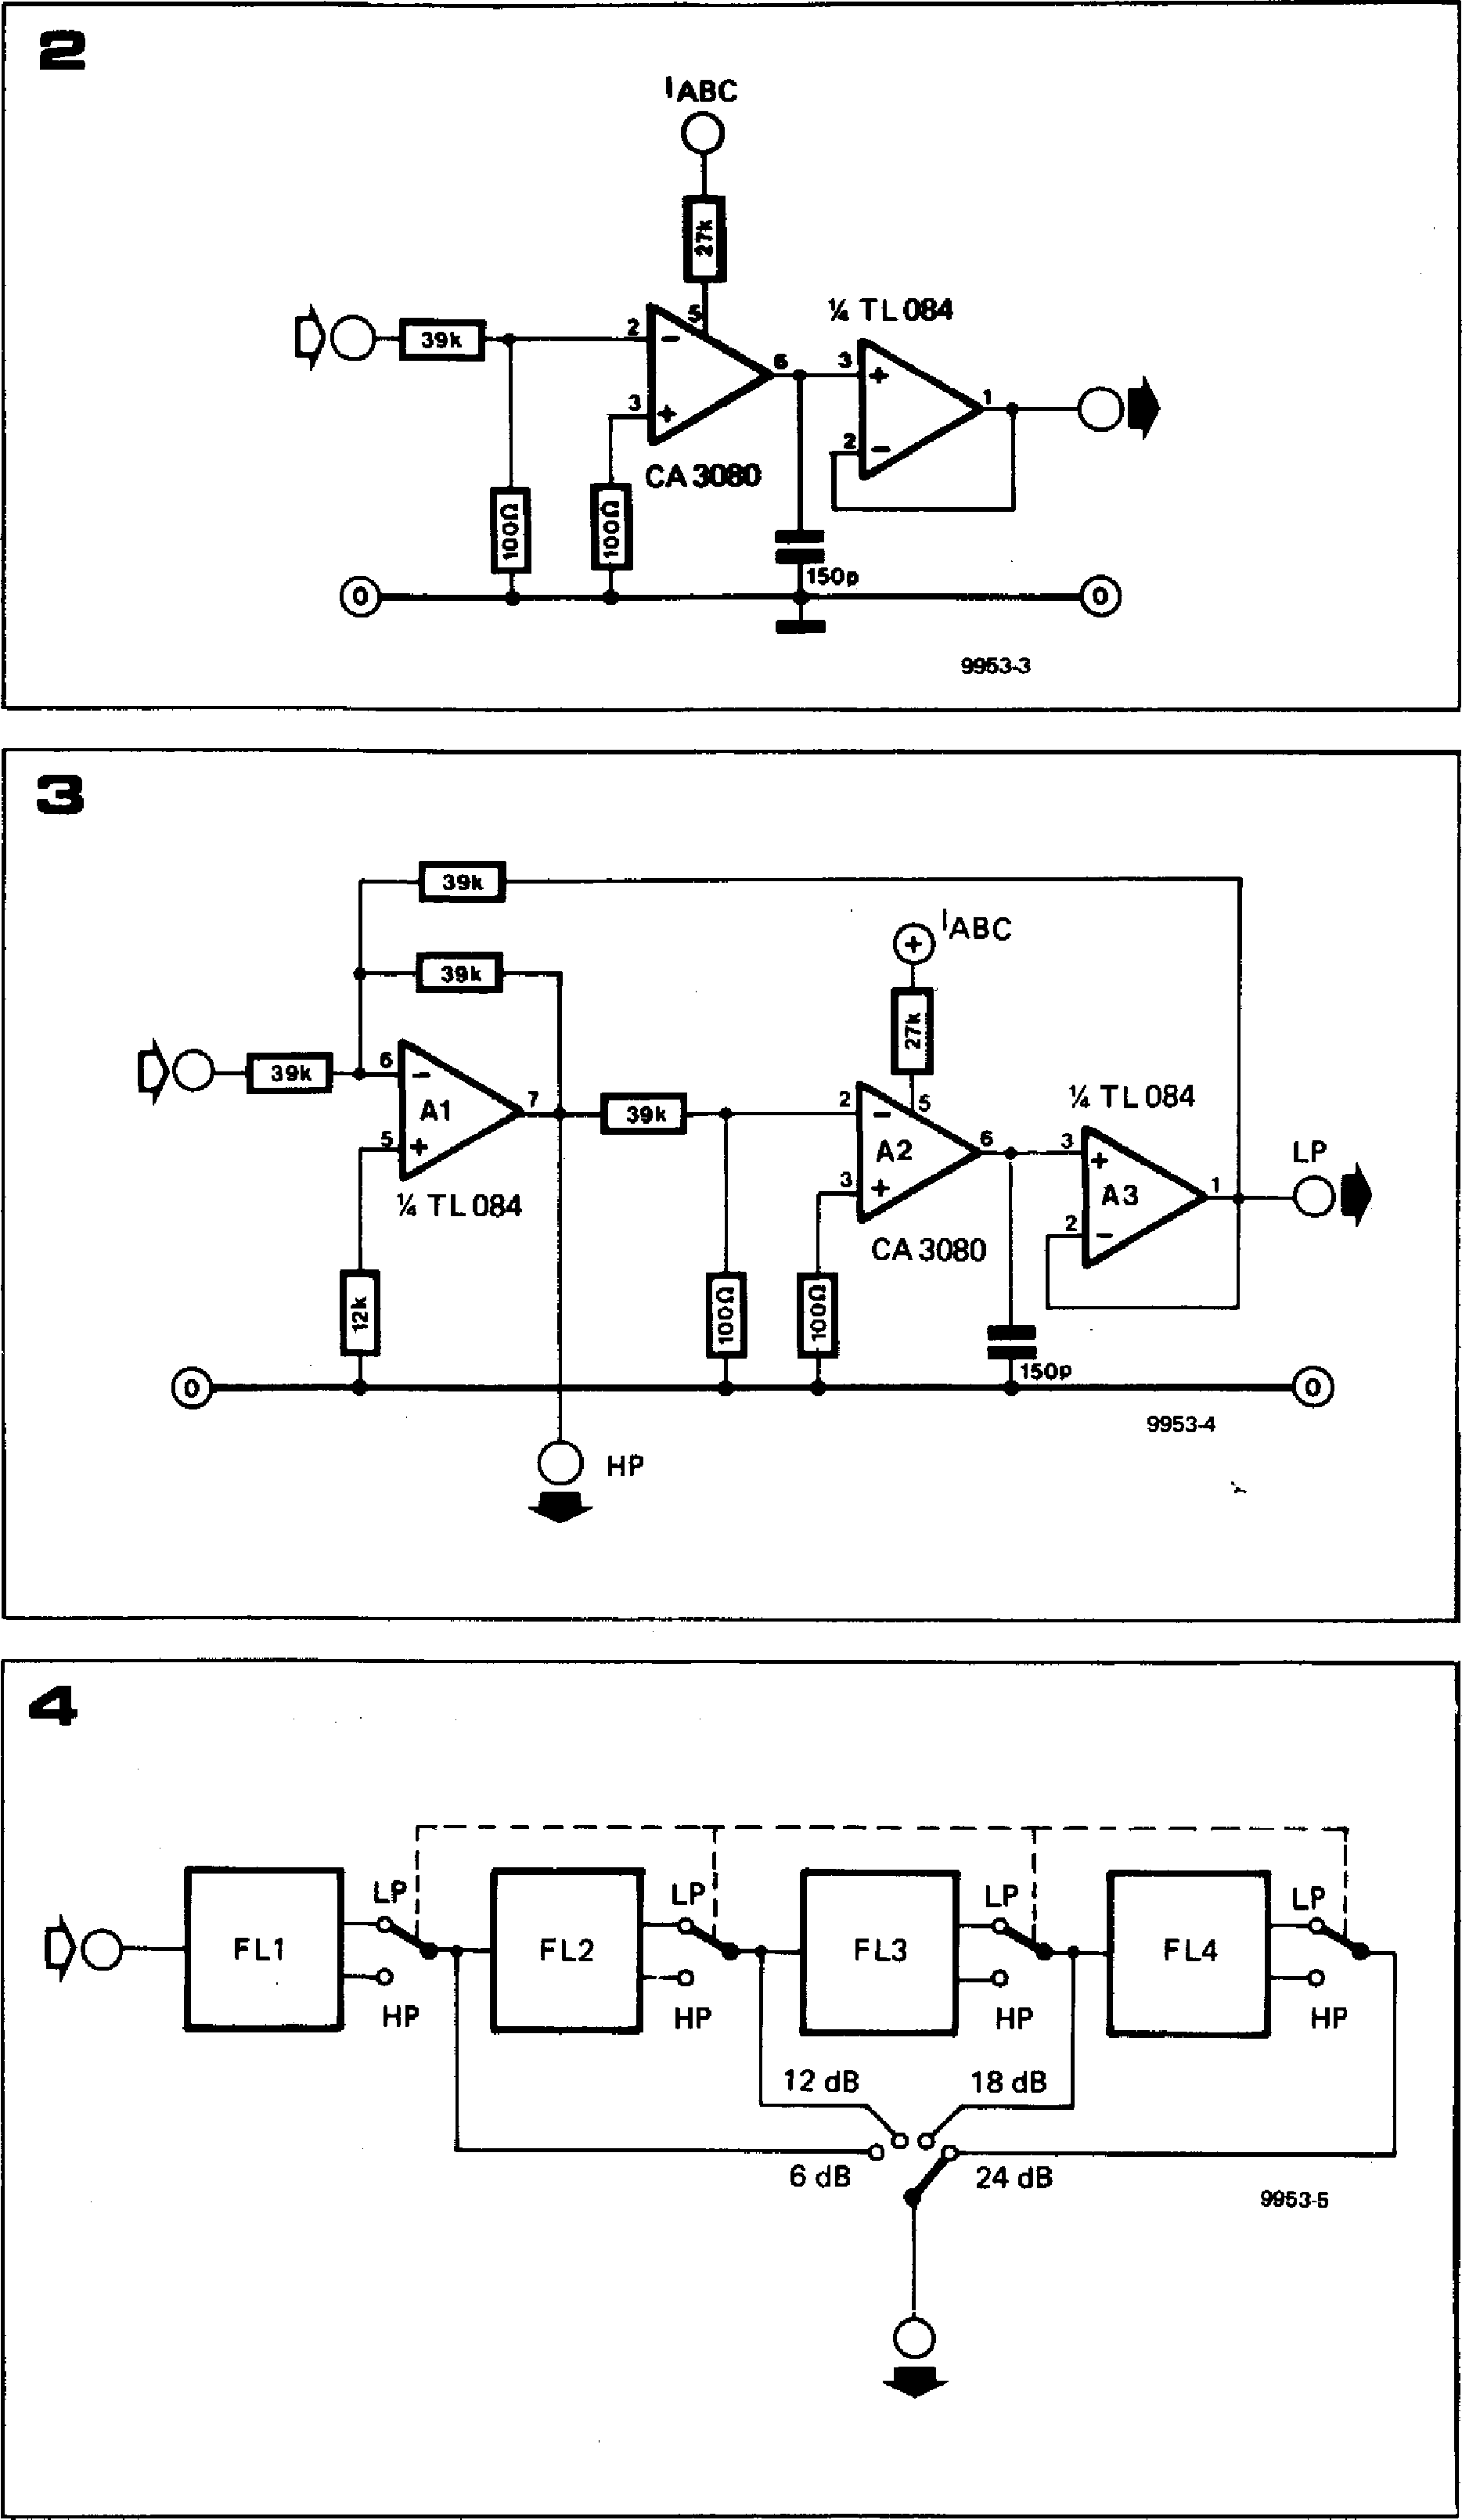 2
IABC
27k
39k
2
−
5
3
+
6
CA 3080
100Ω
100Ω
¼ TL 084
3
+
2
−
1
150p
0
0
9953-3
3
39k
39k
39k
6
−
A1
5
+
7
¼ TL 084
12k
39k
+
IABC
27k
2
−
5
A2
3
+
6
CA 3080
100Ω
100Ω
¼ TL 084
3
+
A3
2
−
1
LP
150p
0
0
9953-4
HP
4
LP
LP
LP
LP
FL1
FL2
FL3
FL4
HP
HP
HP
HP
12 dB
18 dB
6 dB
24 dB
9953-5